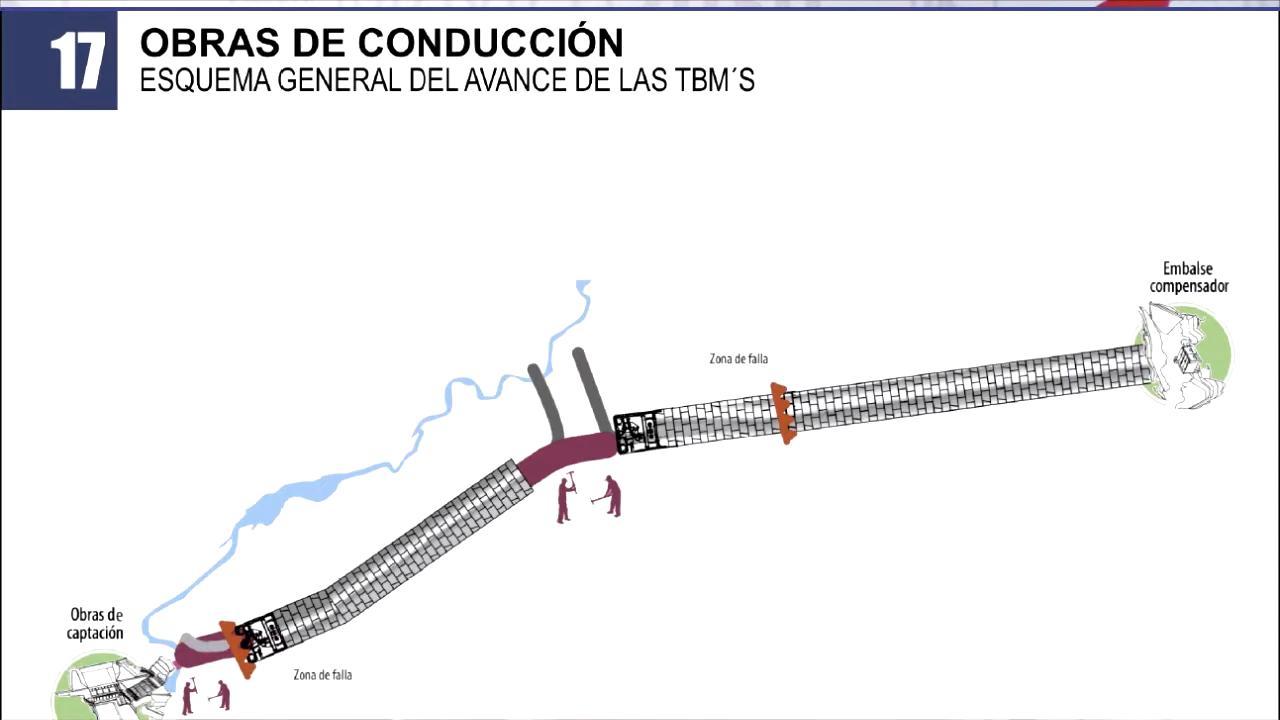 17
OBRAS DE CONDUCCIÓN
ESQUEMA GENERAL DEL AVANCE DE LAS TBM´S
Embalse
compensador
Zona de falla
Obras de
captación
Zona de falla